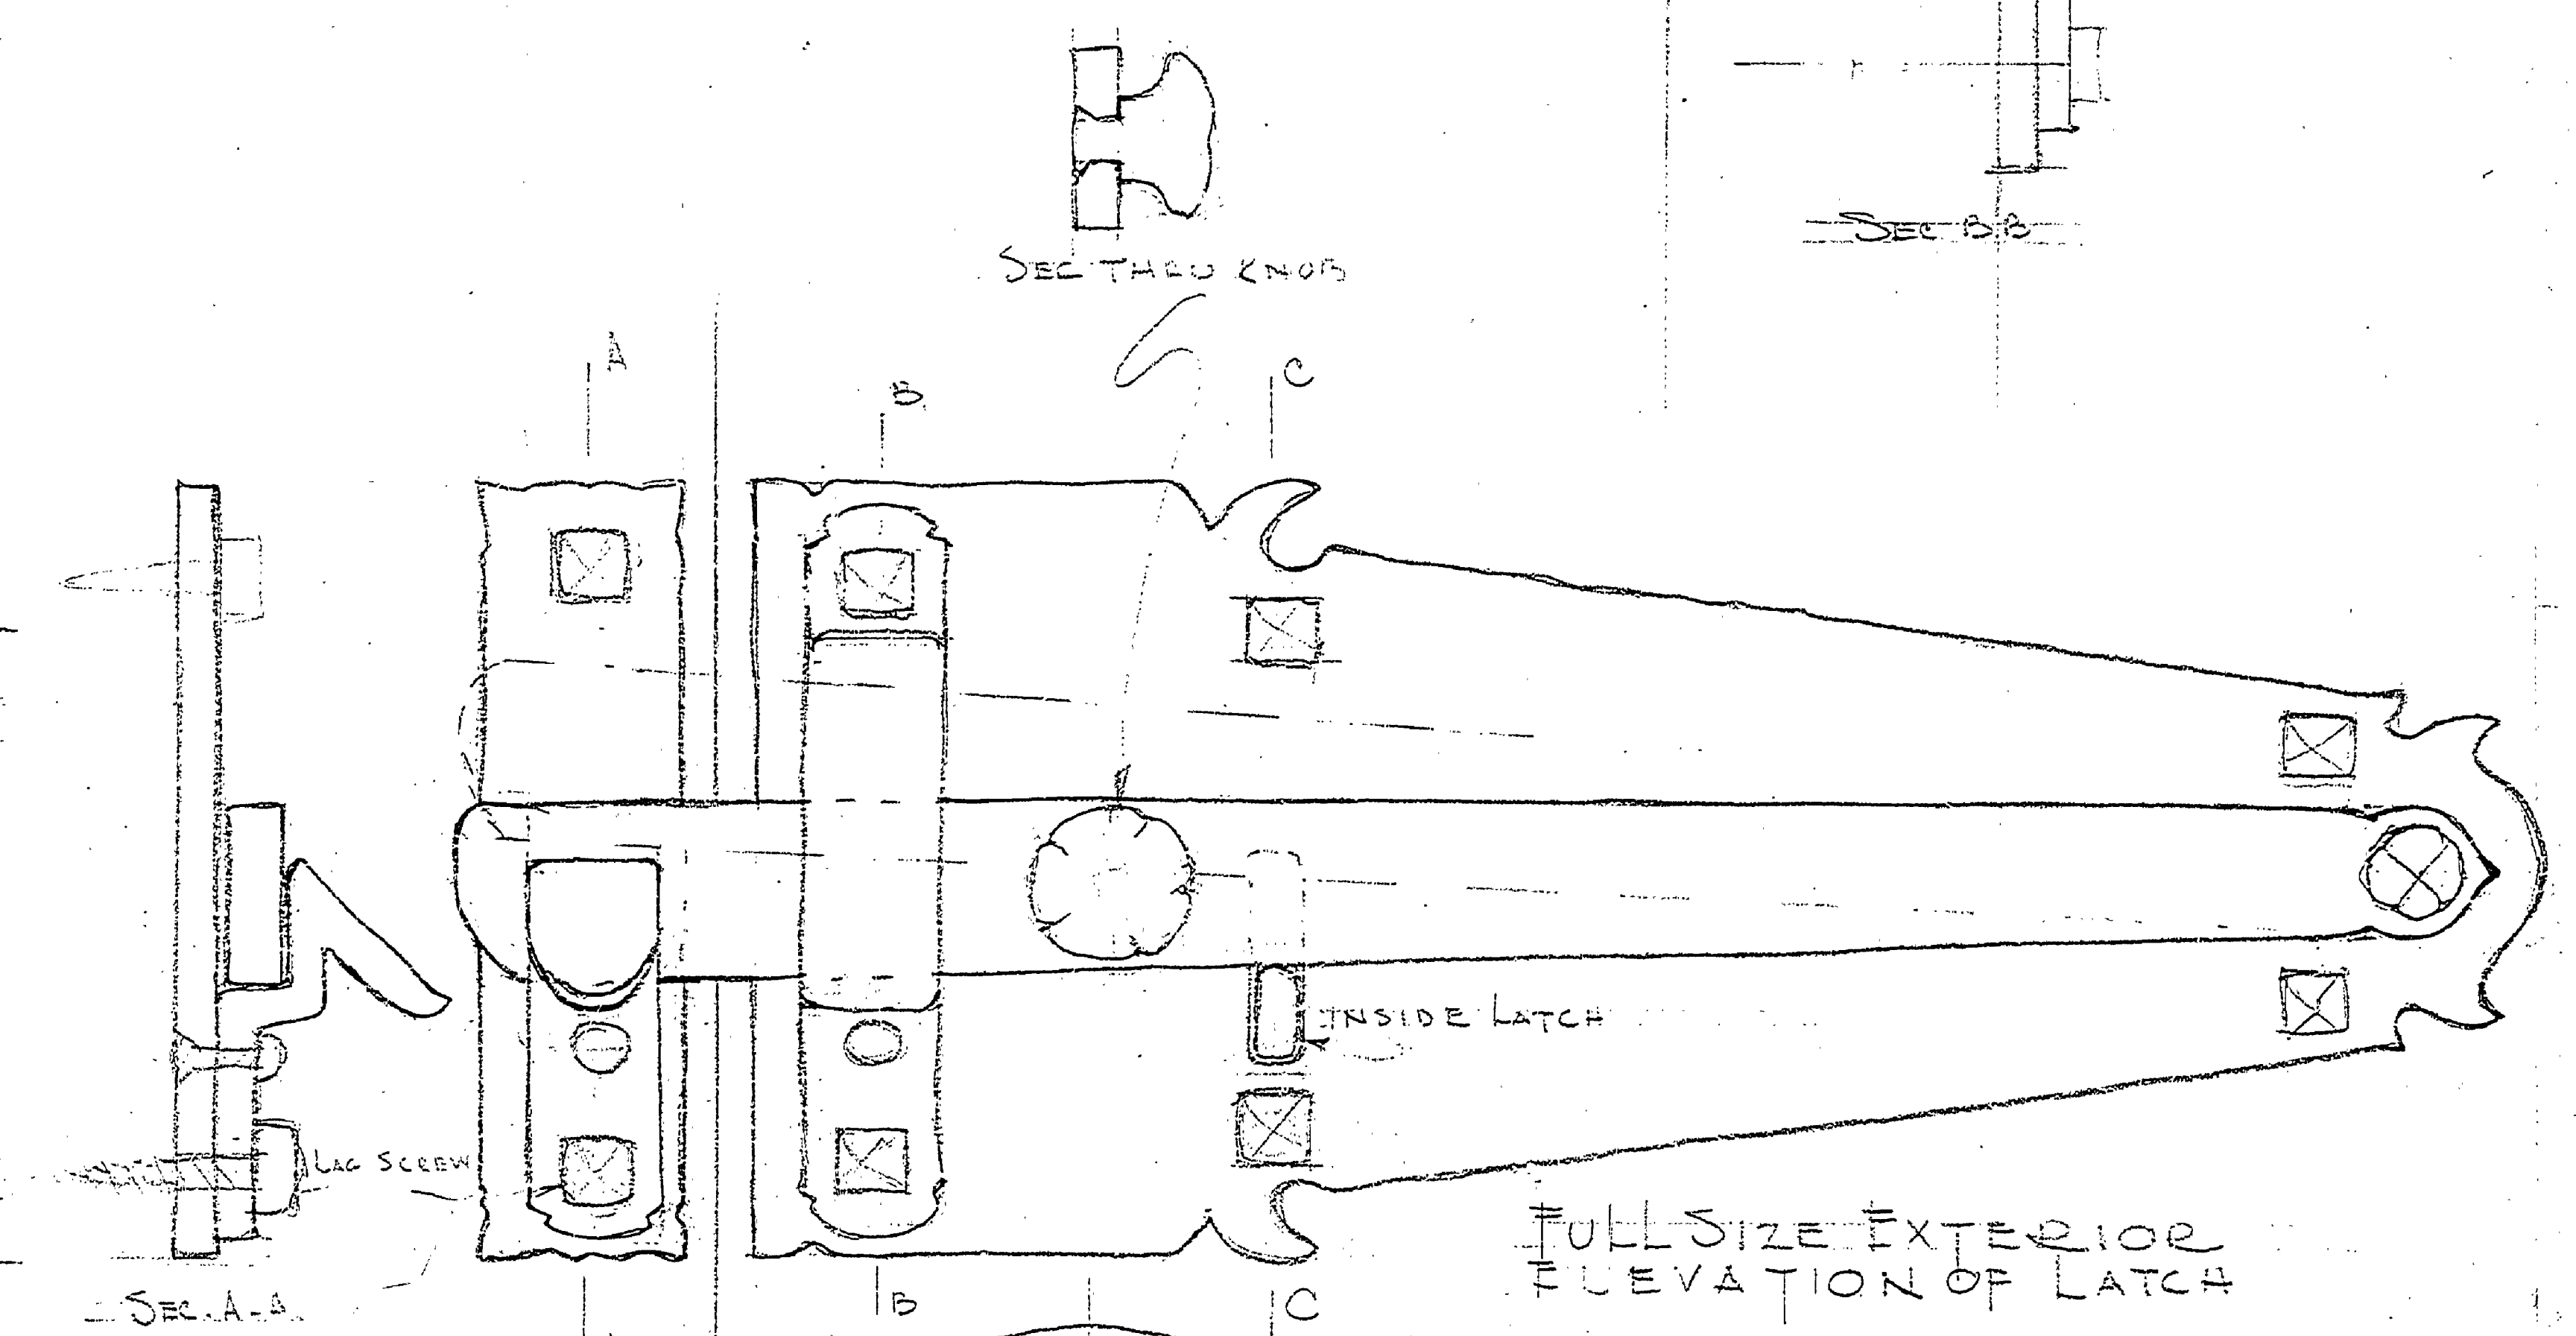 SEC THRU KNOB
SEC B B
A
B
C
INSIDE LATCH
LAG SCREW
FULL SIZE EXTERIOR
ELEVATION OF LATCH
SEC. A-A
B
C